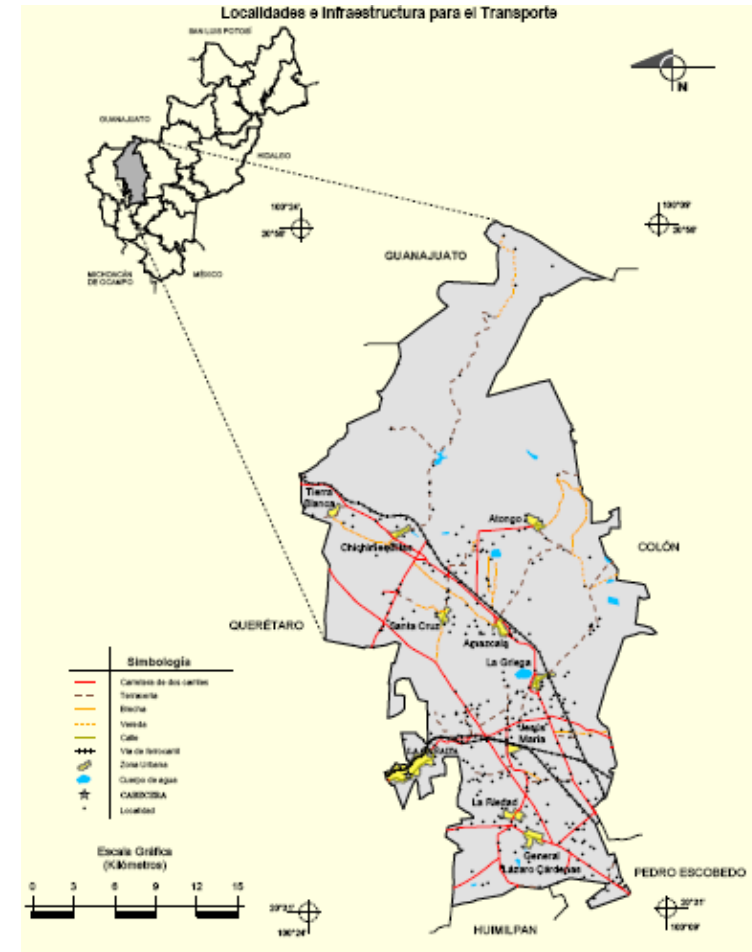 Localidades e Infraestructura para el Transporte
SAN LUIS POTOSÍ
GUANAJUATO
HIDALGO
MICHOACÁN
DE OCAMPO
MÉXICO
N
GUANAJUATO
Tierra
Blanca
Atongo
Chichimequillas
COLÓN
QUERÉTARO
Santa Cruz
Amazcala
La Griega
Jesús
María
La Piedad
General
Lázaro Cárdenas
PEDRO ESCOBEDO
HUIMILPAN
Simbología
Carretera de dos carriles
Terracería
Brecha
Vereda
Calle
Vía de ferrocarril
Zona Urbana
Cuerpo de agua
CABECERA
Localidad
Escala Gráfica
(Kilómetros)
0 3 6 9 12 15